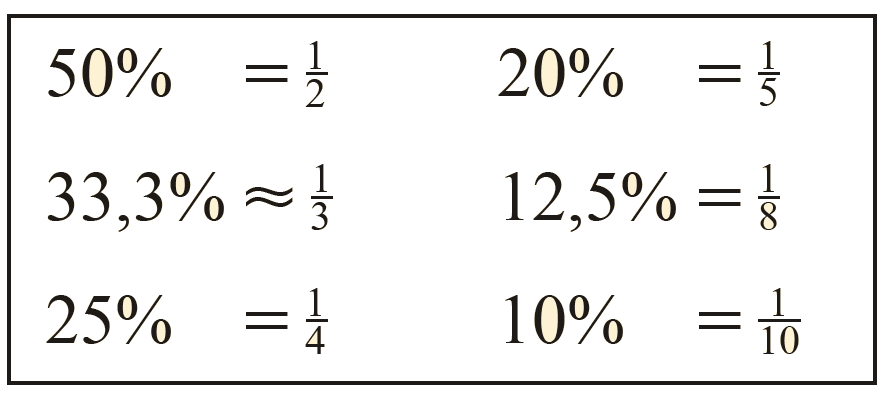 50% = 1/2 20% = 1/5
33,3% ≈ 1/3 12,5% = 1/8
25% = 1/4 10% = 1/10